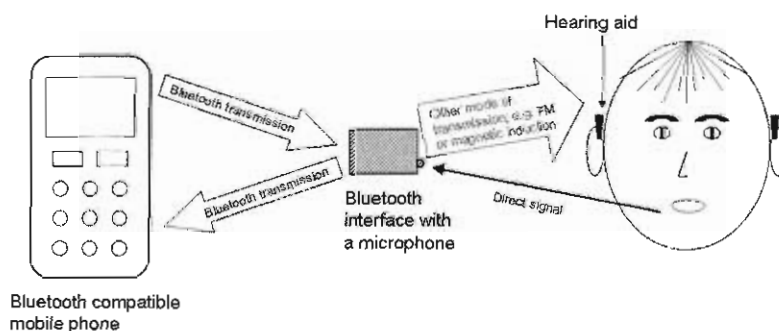 Hearing aid
Bluetooth transmission
Other mode of
transmission, e.g. FM
or magnetic induction
Bluetooth transmission
Direct signal
Bluetooth
interface with
a microphone
Bluetooth compatible
mobile phone